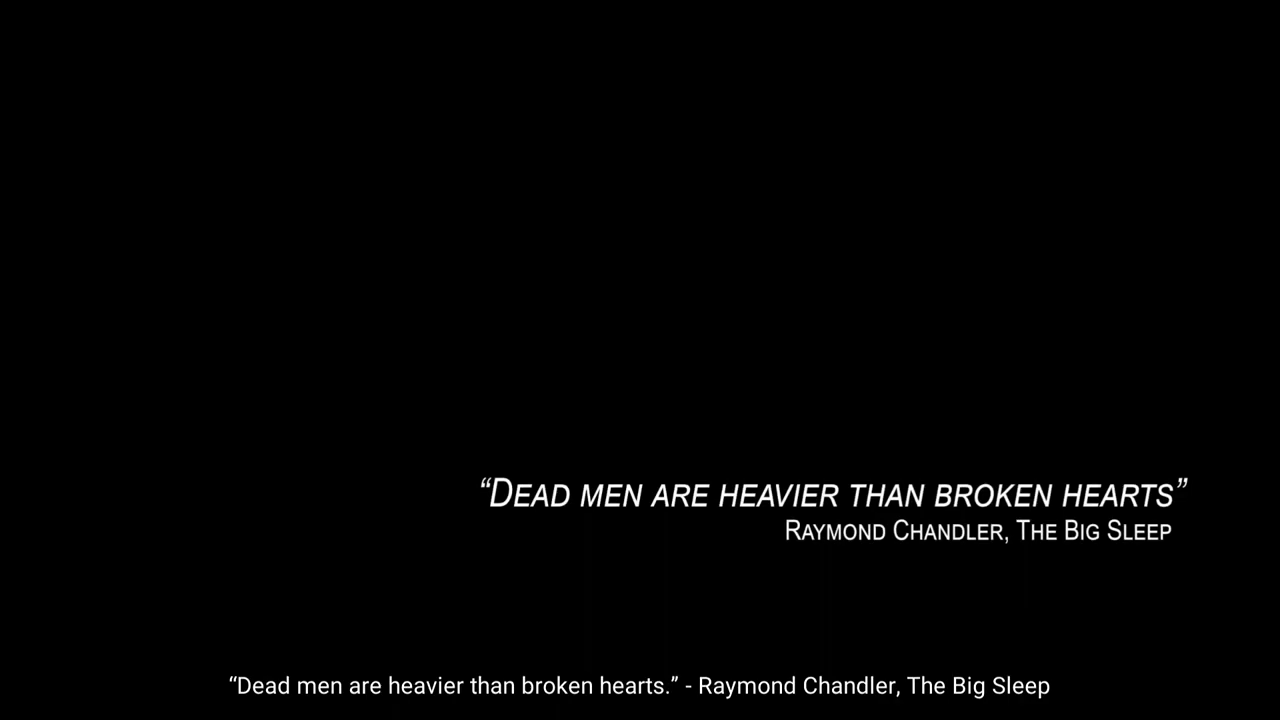 “Dead men are heavier than broken hearts”
Raymond Chandler, The Big Sleep
“Dead men are heavier than broken hearts.” - Raymond Chandler, The Big Sleep